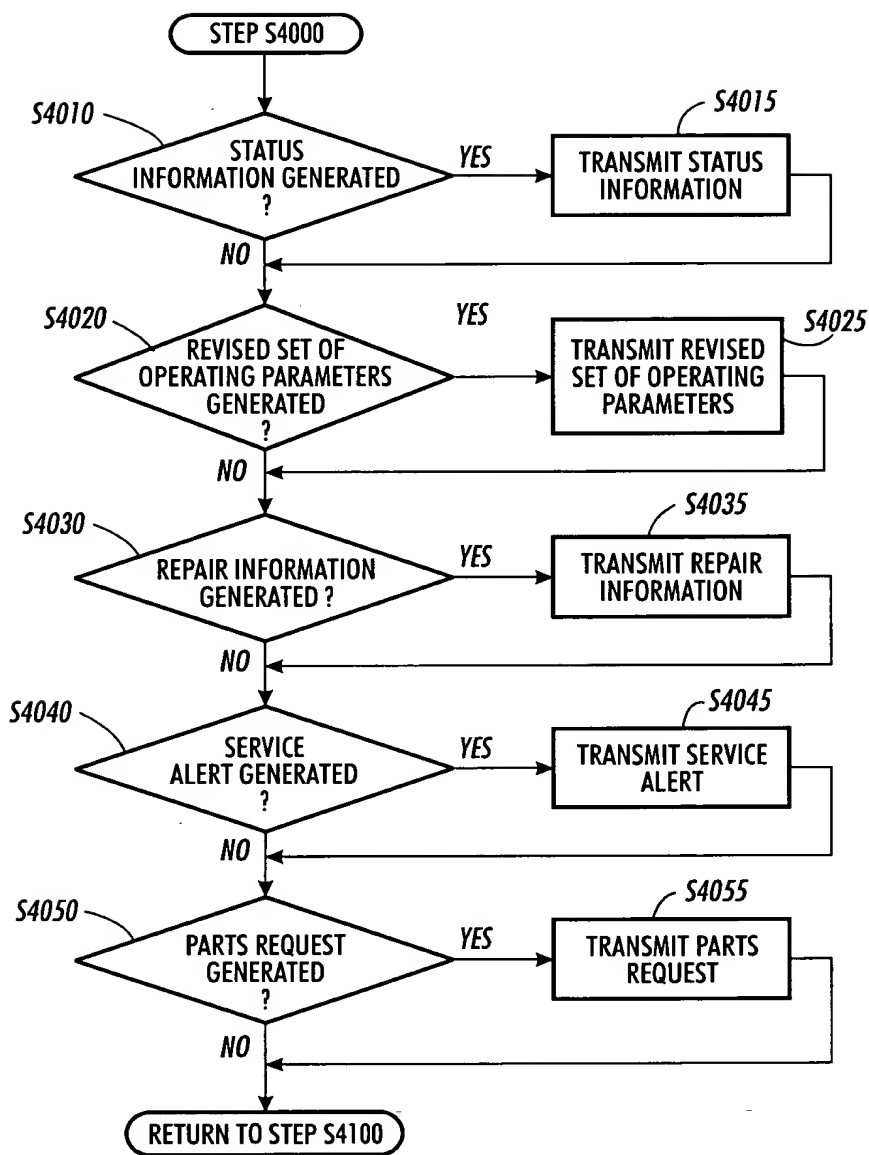 STEP S4000
S4010
STATUS
INFORMATION GENERATED
?
YES
S4015
TRANSMIT STATUS
INFORMATION
NO
S4020
REVISED SET OF
OPERATING PARAMETERS
GENERATED
?
YES
S4025
TRANSMIT REVISED
SET OF OPERATING
PARAMETERS
NO
S4030
REPAIR INFORMATION
GENERATED ?
YES
S4035
TRANSMIT REPAIR
INFORMATION
NO
S4040
SERVICE
ALERT GENERATED
?
YES
S4045
TRANSMIT SERVICE
ALERT
NO
S4050
PARTS REQUEST
GENERATED
?
YES
S4055
TRANSMIT PARTS
REQUEST
NO
RETURN TO STEP S4100